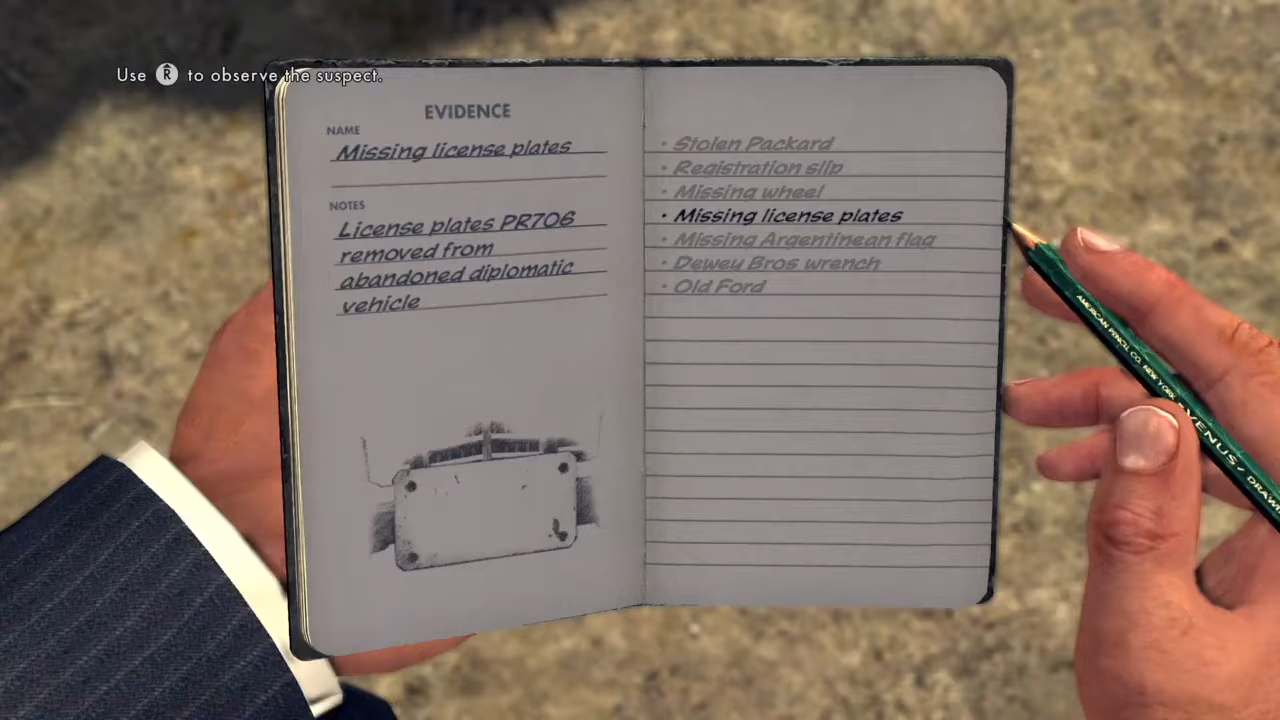 Use R to observe the suspect.
EVIDENCE
NAME
Missing license plates
NOTES
License plates PR706
removed from
abandoned diplomatic
vehicle
• Stolen Packard
• Registration slip
• Missing wheel
• Missing license plates
• Missing Argentinean flag
• Dewey Bros wrench
• Old Ford
AMERICAN PENCIL CO. NEW YORK VENUS DRAWI